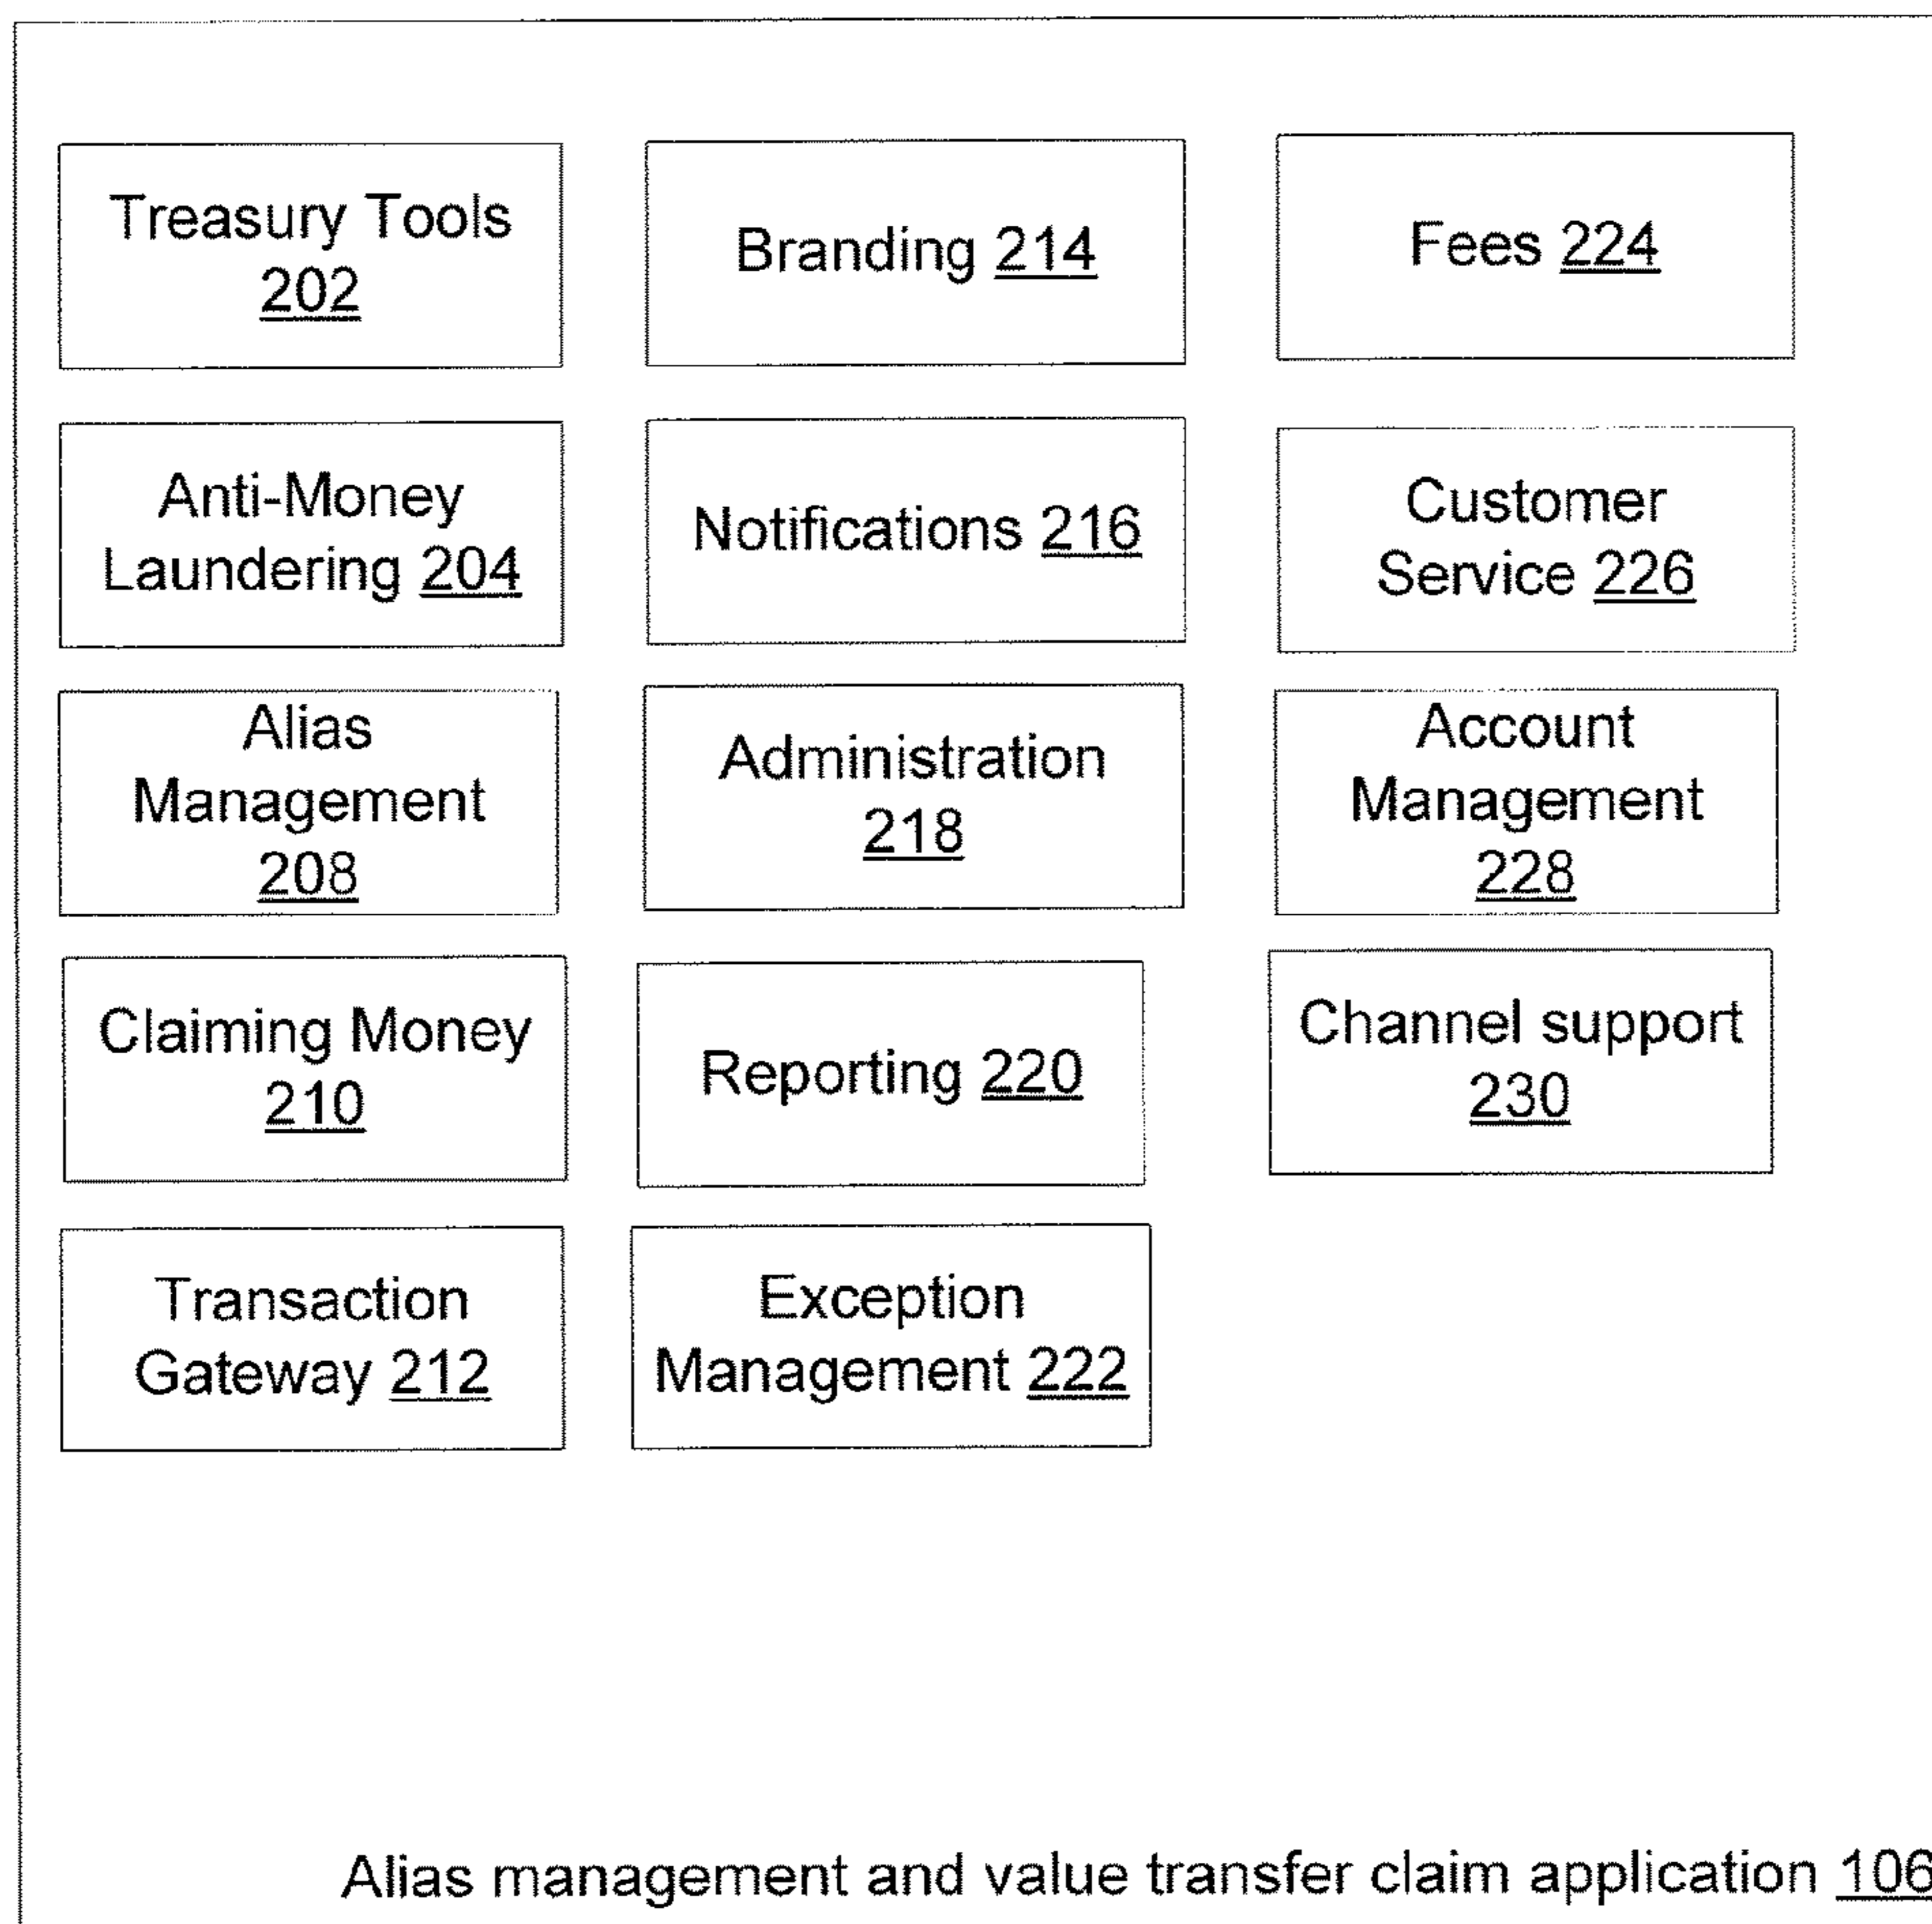 Treasury Tools
202
Branding 214
Fees 224
Anti-Money
Laundering 204
Notifications 216
Customer
Service 226
Alias
Management
208
Administration
218
Account
Management
228
Claiming Money
210
Reporting 220
Channel support
230
Transaction
Gateway 212
Exception
Management 222
Alias management and value transfer claim application 106